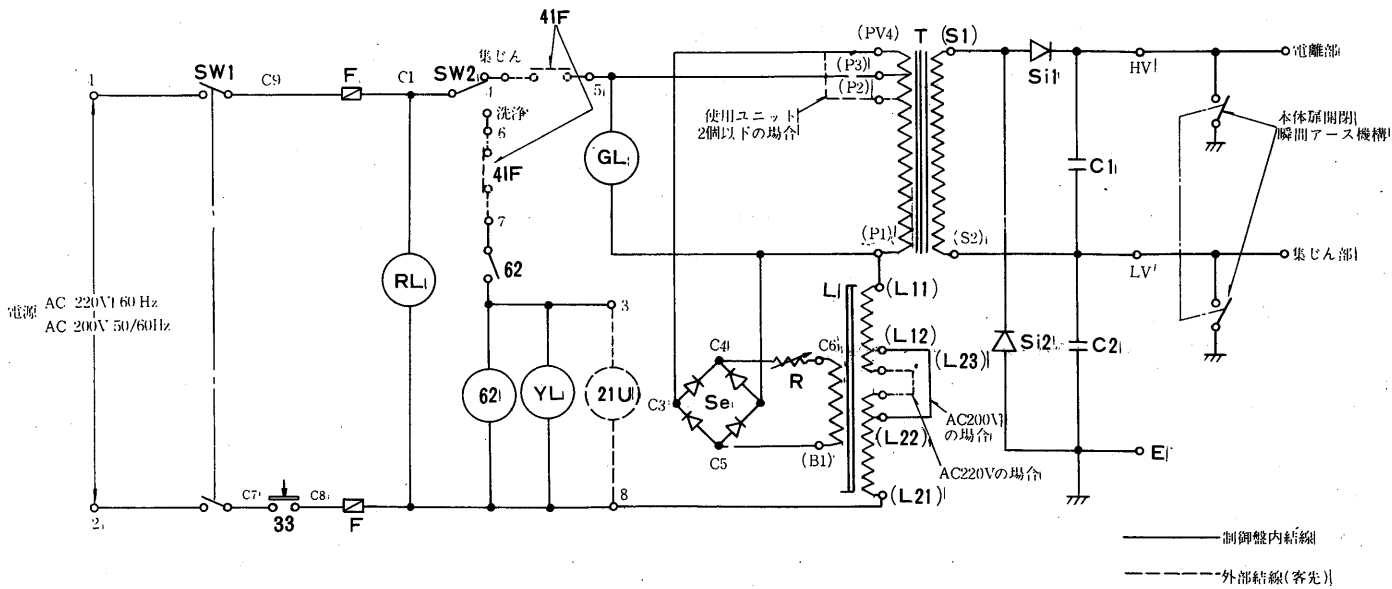 41F
集じん
(PV4)
T
(S1)
SW1
C9
F
C1
SW2
4
5
(P3)
(P2)
Si1
HV
電離部
1
洗浄
6
使用ユニット
2個以下の場合
本体扉開閉
瞬間アース機構
GL
C1
41F
7
(P1)
(S2)
LV
集じん部
62
RL
電源
AC 220V 60 Hz
AC 200V 50/60Hz
3
L
(L11)
(L12)
(L23)
Si2
C2
C4
C6
R
62
YL
21U
C3
Se
AC200V
の場合
(L22)
C5
(B1)
AC220Vの場合
E
(L21)
2
C7
C8
33
F
8
制御盤内結線
外部結線(客先)